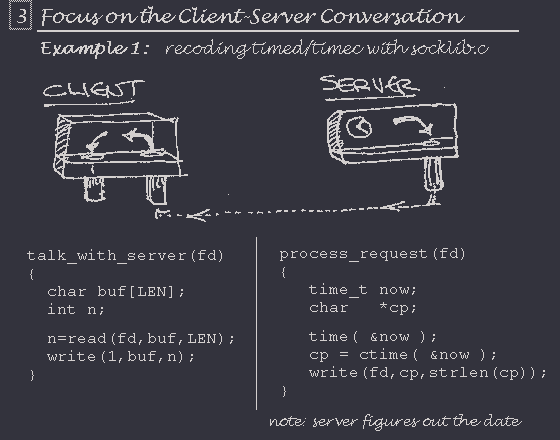 3 Focus on the Client-Server Conversation
Example 1: recoding timed/timec with socklib.c
CLIENT
SERVER
talk_with_server(fd)
{
char buf[LEN];
int n;
n=read(fd,buf,LEN);
write(1,buf,n);
}
process_request(fd)
{
time_t now;
char *cp;
time( &now );
cp = ctime( &now );
write(fd,cp,strlen(cp));
}
note: server figures out the date